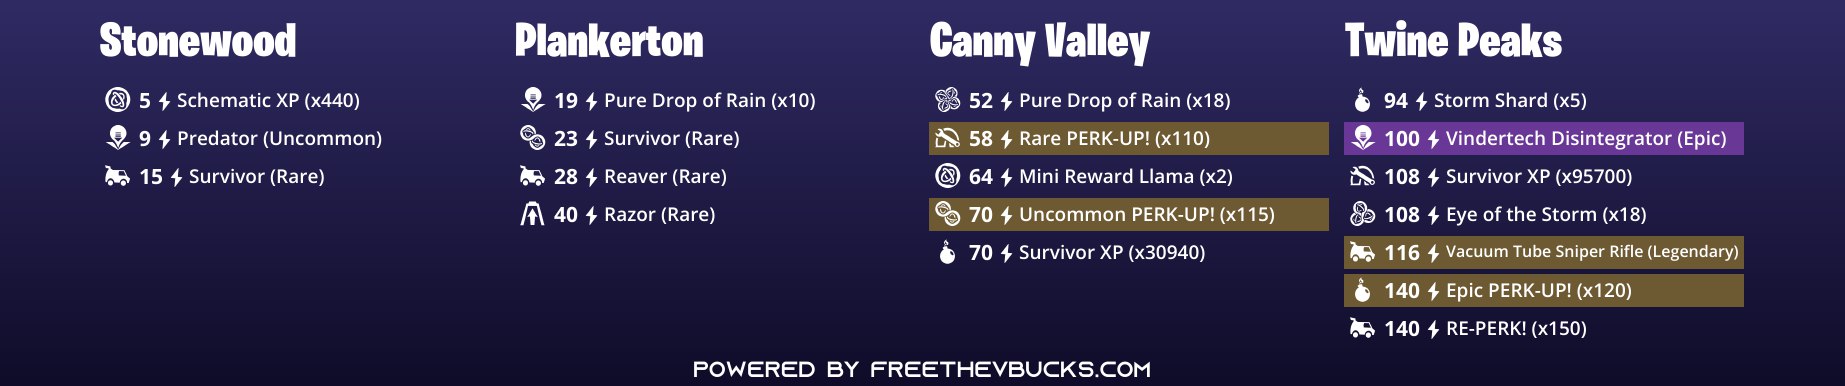 Stonewood
5 Schematic XP (x440)
9 Predator (Uncommon)
15 Survivor (Rare)
Plankerton
19 Pure Drop of Rain (x10)
23 Survivor (Rare)
28 Reaver (Rare)
40 Razor (Rare)
Canny Valley
52 Pure Drop of Rain (x18)
58 Rare PERK-UP! (x110)
64 Mini Reward Llama (x2)
70 Uncommon PERK-UP! (x115)
70 Survivor XP (x30940)
Twine Peaks
94 Storm Shard (x5)
100 Vindertech Disintegrator (Epic)
108 Survivor XP (x95700)
108 Eye of the Storm (x18)
116 Vacuum Tube Sniper Rifle (Legendary)
140 Epic PERK-UP! (x120)
140 RE-PERK! (x150)
POWERED BY FREETHEVBUCKS.COM